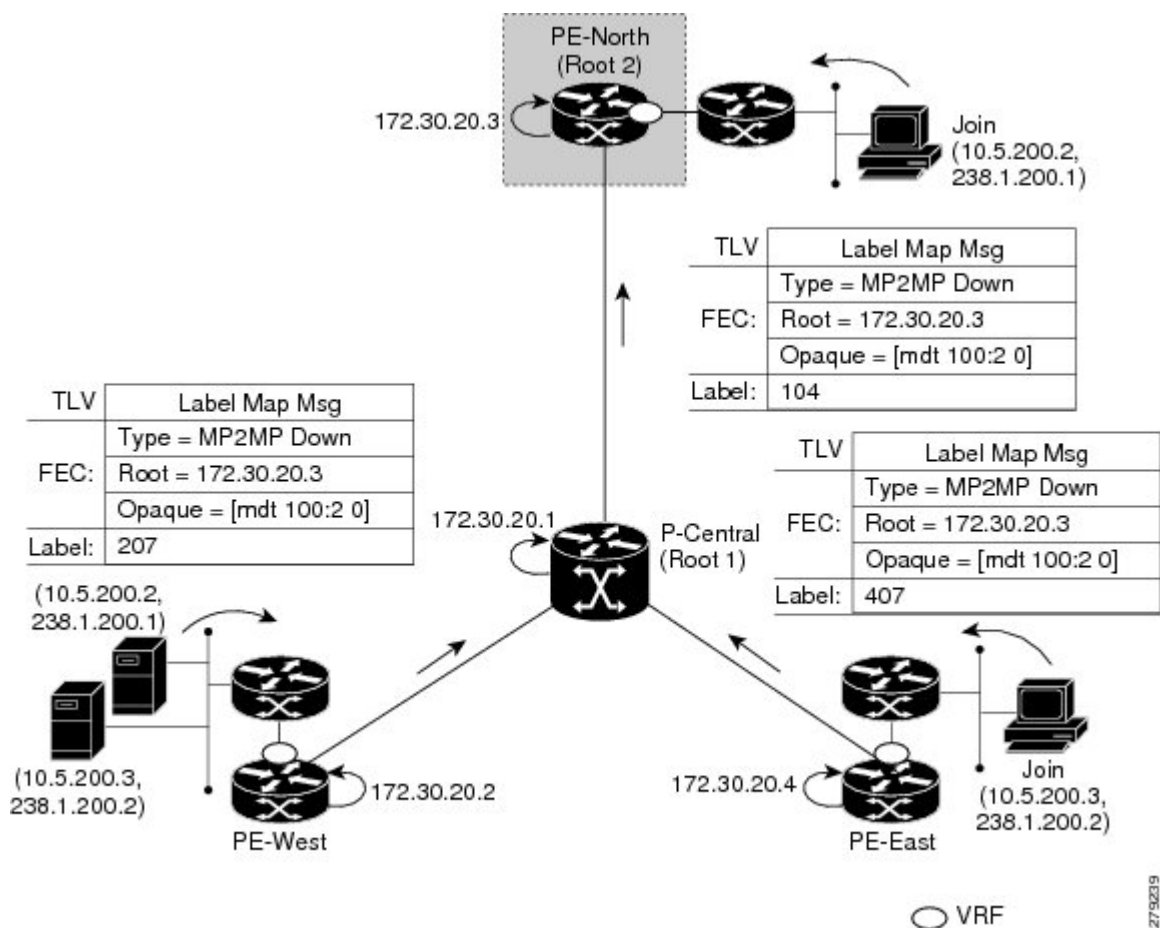 PE-North
(Root 2)
172.30.20.3
Join
(10.5.200.2,
238.1.200.1)
TLV Label Map Msg
Type = MP2MP Down
FEC: Root = 172.30.20.3
Opaque = [mdt 100:2 0]
Label: 104
TLV Label Map Msg
Type = MP2MP Down
FEC: Root = 172.30.20.3
Opaque = [mdt 100:2 0]
Label: 207
TLV Label Map Msg
Type = MP2MP Down
FEC: Root = 172.30.20.3
Opaque = [mdt 100:2 0]
Label: 407
172.30.20.1
P-Central
(Root 1)
(10.5.200.2,
238.1.200.1)
(10.5.200.3,
238.1.200.2)
172.30.20.2
PE-West
172.30.20.4
PE-East
Join
(10.5.200.3,
238.1.200.2)
VRF